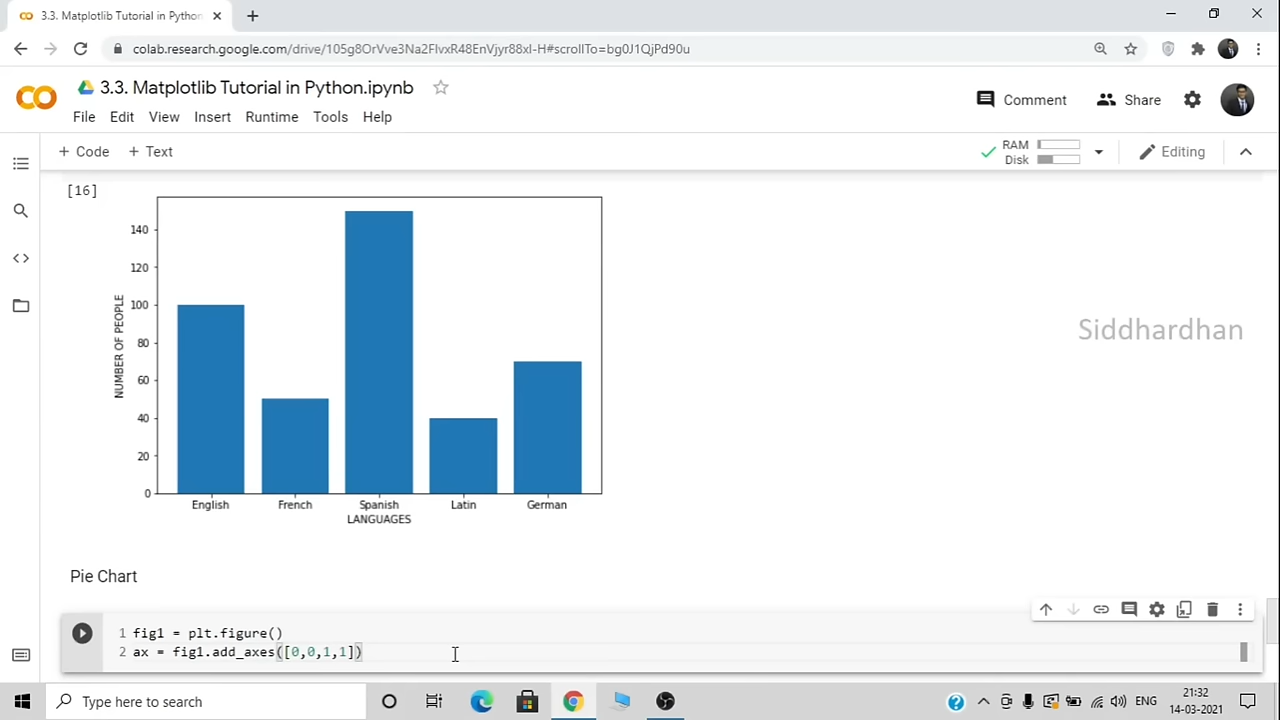 3.3. Matplotlib Tutorial in Python
colab.research.google.com/drive/105g8OrVve3Na2FlvxR48EnVjyr88xI-H#scrollTo=bg0J1QjPd90u
3.3. Matplotlib Tutorial in Python.ipynb
File Edit View Insert Runtime Tools Help
Comment Share
+ Code + Text
RAM
Disk
Editing
[16]
140
120
100
80
60
40
20
0
NUMBER OF PEOPLE
English French Spanish Latin German
LANGUAGES
Siddhardhan
Pie Chart
1 fig1 = plt.figure()
2 ax = fig1.add_axes([0,0,1,1])
Type here to search
ENG
21:32
14-03-2021